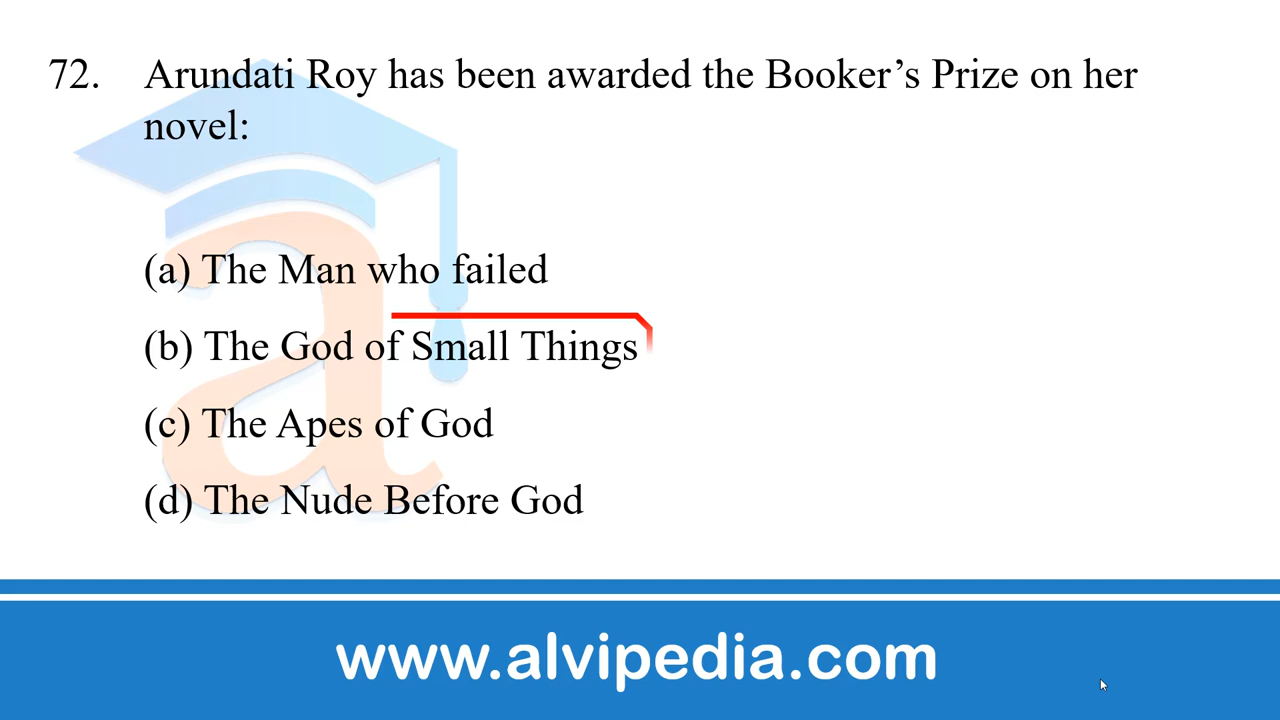 72. Arundati Roy has been awarded the Booker’s Prize on her
novel:
(a) The Man who failed
(b) The God of Small Things
(c) The Apes of God
(d) The Nude Before God
www.alvipedia.com